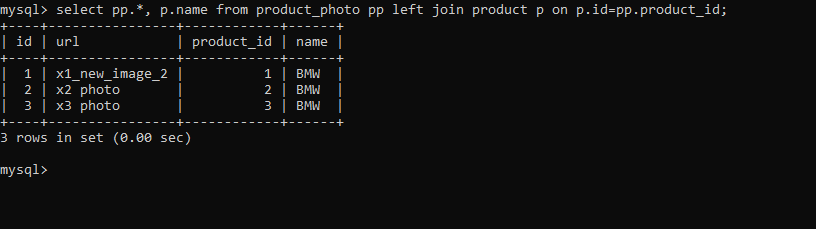 mysql> select pp.*, p.name from product_photo pp left join product p on p.id=pp.product_id;
+----+----------------+------------+------+
| id | url            | product_id | name |
+----+----------------+------------+------+
|  1 | x1_new_image_2 |          1 | BMW  |
|  2 | x2 photo       |          2 | BMW  |
|  3 | x3 photo       |          3 | BMW  |
+----+----------------+------------+------+
3 rows in set (0.00 sec)
mysql>